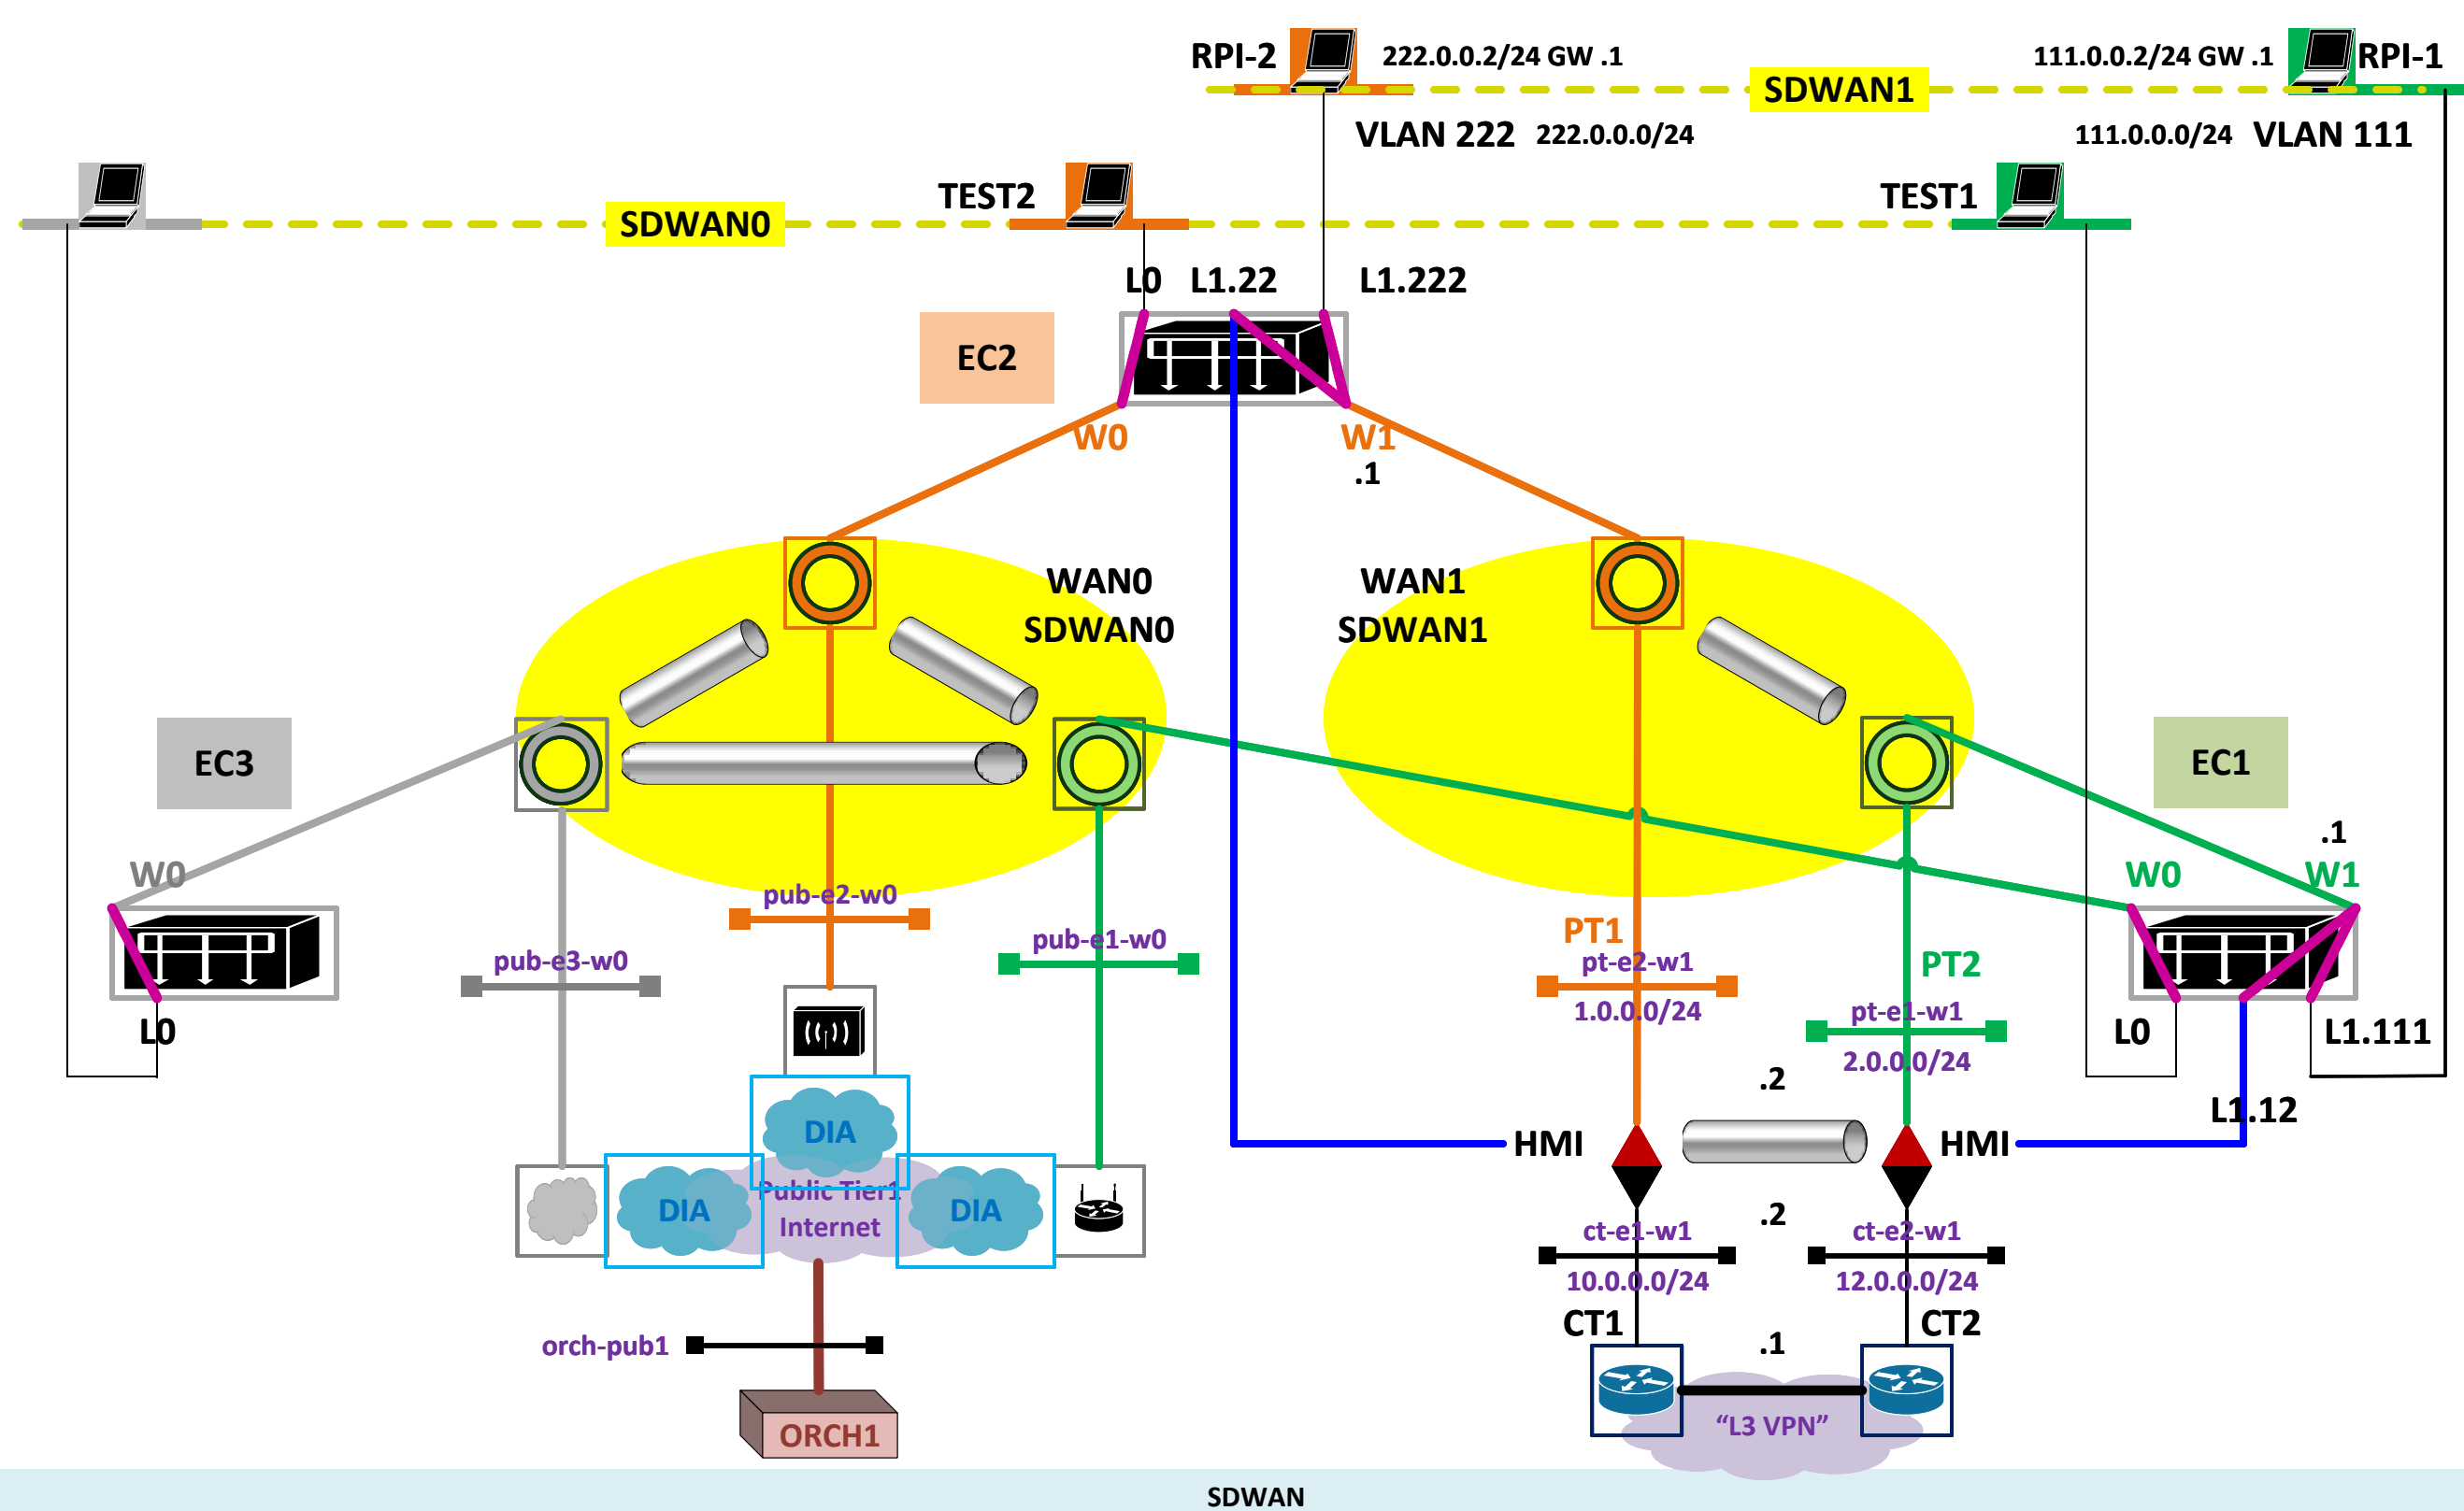 RPI-2
222.0.0.2/24 GW .1
111.0.0.2/24 GW .1
RPI-1
SDWAN1
VLAN 222
222.0.0.0/24
111.0.0.0/24
VLAN 111
TEST2
TEST1
SDWAN0
L0
L1.22
L1.222
EC2
W0
W1
.1
WAN0
SDWAN0
WAN1
SDWAN1
EC3
EC1
.1
W0
W0
W1
pub-e2-w0
pub-e1-w0
pub-e3-w0
PT1
pt-e2-w1
1.0.0.0/24
PT2
pt-e1-w1
2.0.0.0/24
L0
L0
L1.111
.2
L1.12
HMI
HMI
DIA
DIA
DIA
Public Tier1
Internet
.2
ct-e1-w1
10.0.0.0/24
ct-e2-w1
12.0.0.0/24
CT1
CT2
.1
orch-pub1
ORCH1
“L3 VPN”
SDWAN